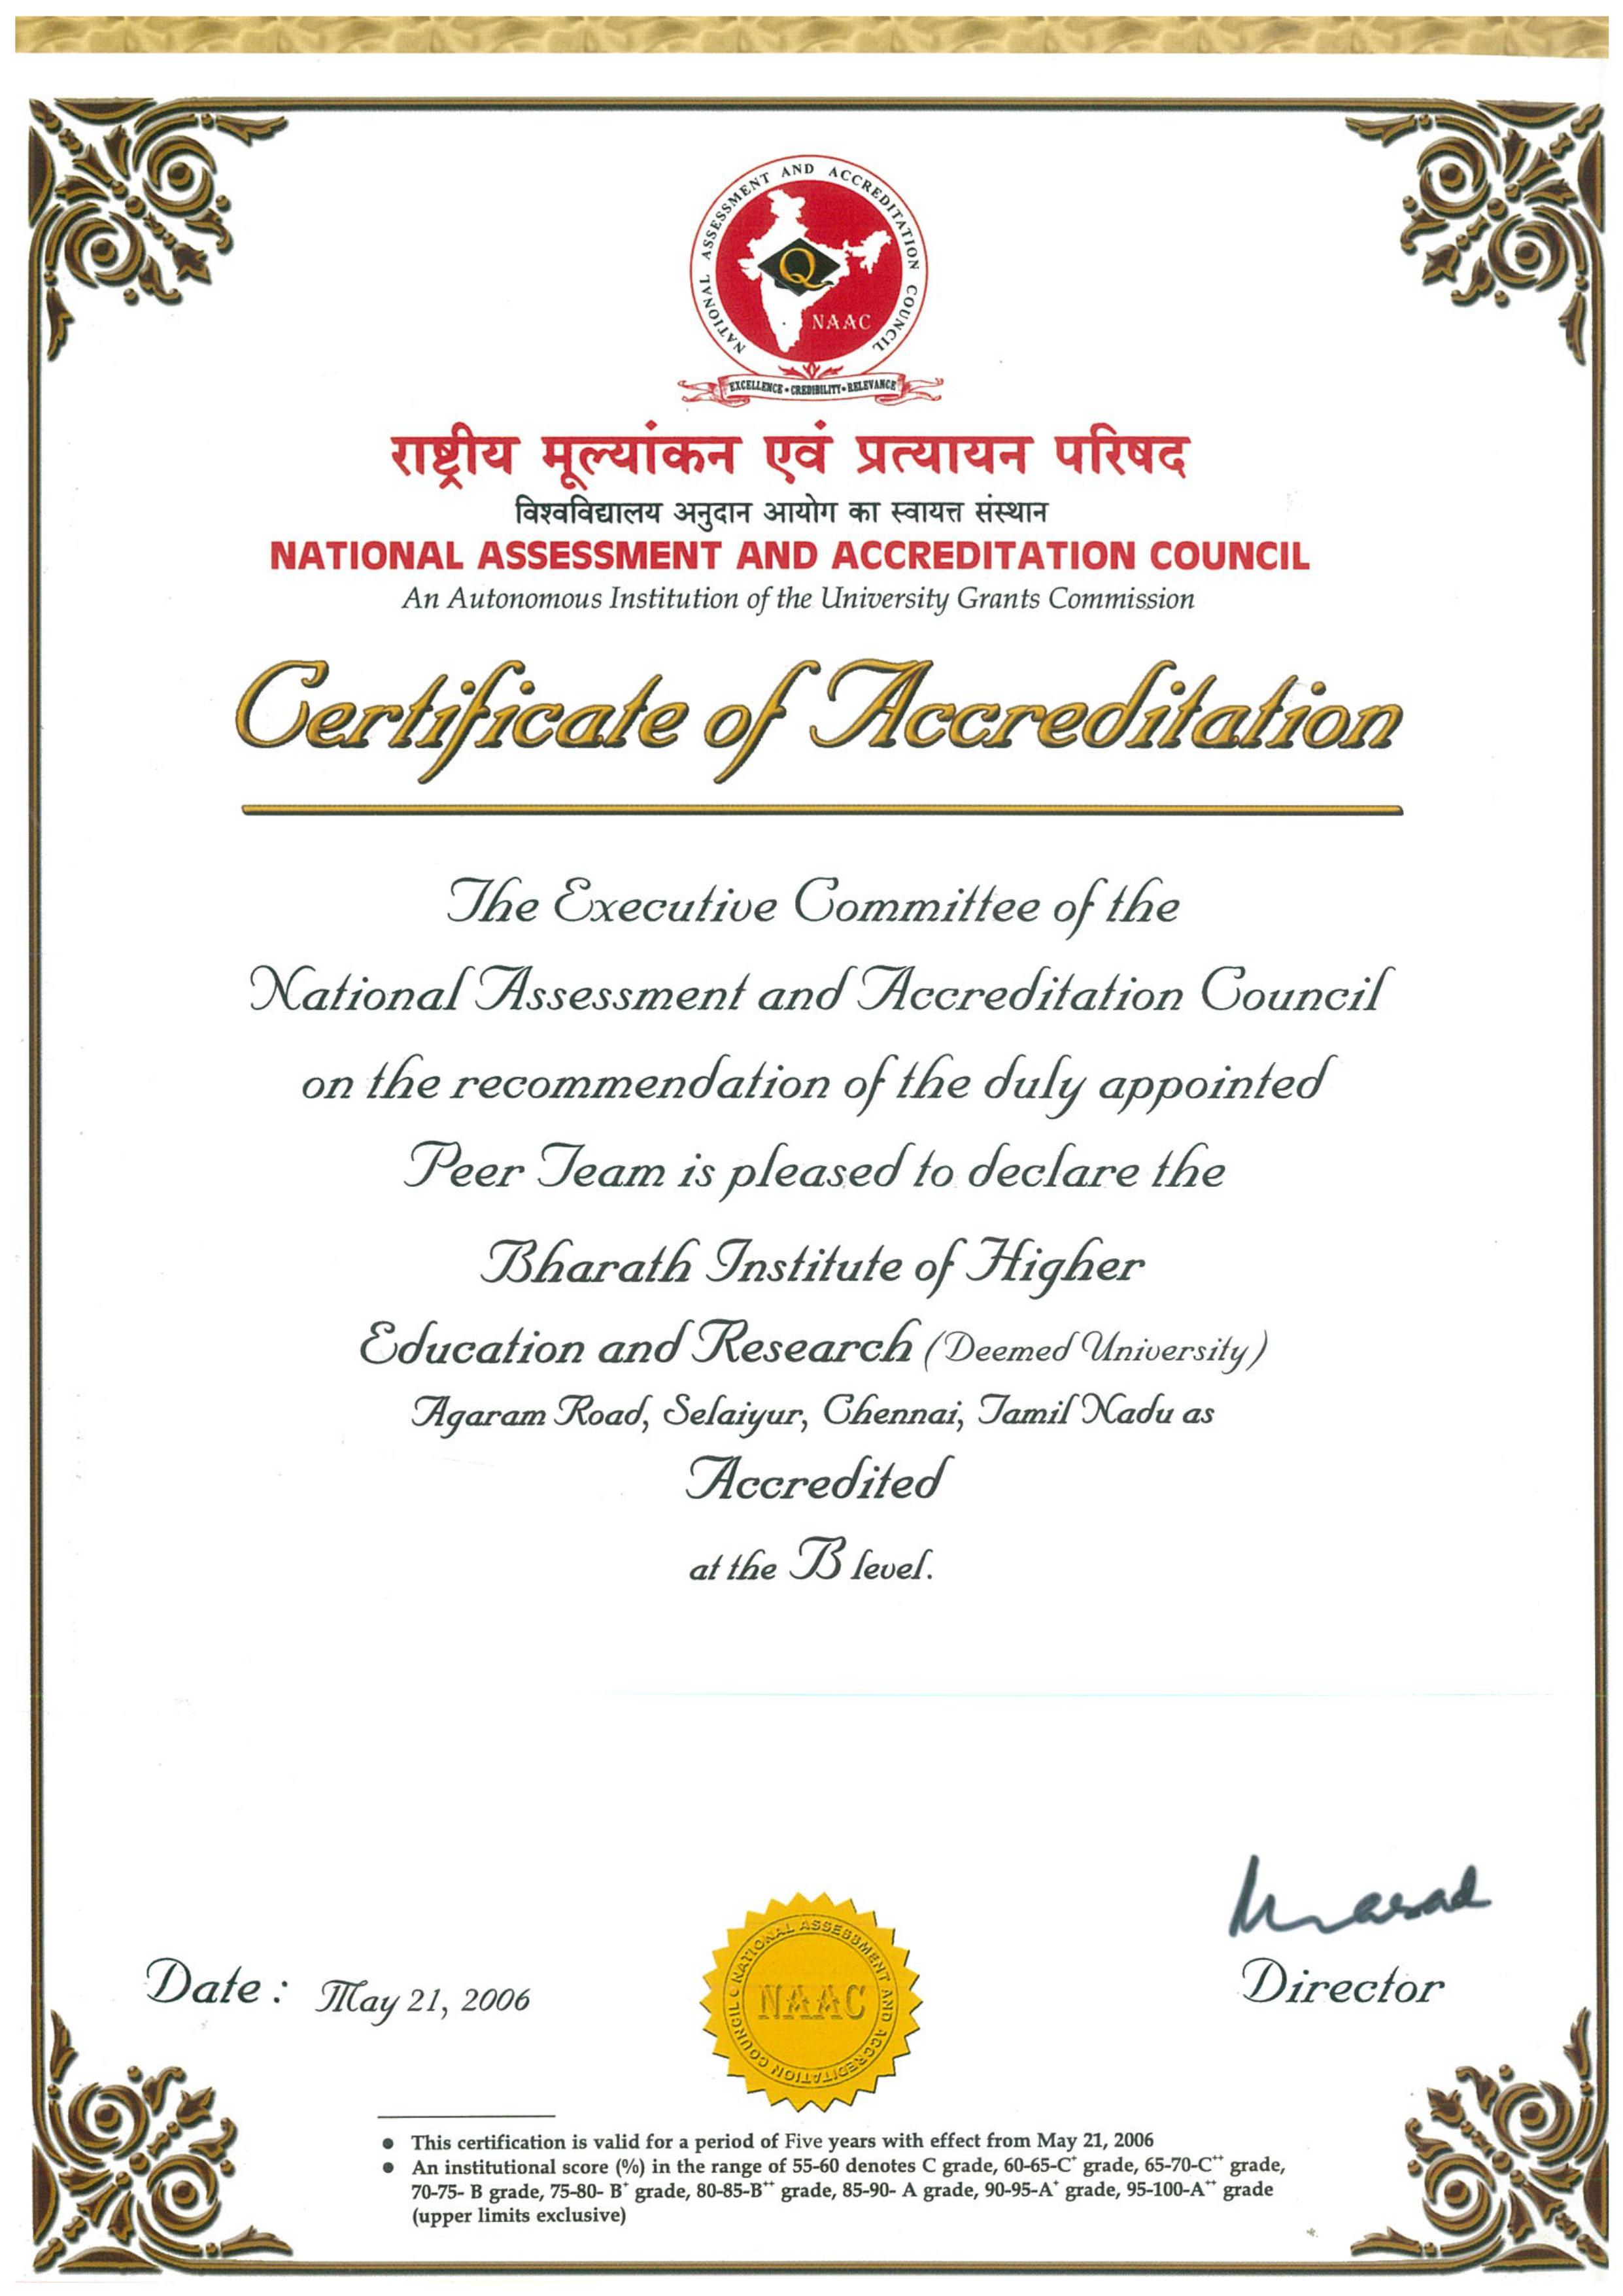 NATIONAL ASSESSMENT AND ACCREDITATION COUNCIL
Q
NAAC
EXCELLENCE • CREDIBILITY • RELEVANCE
राष्ट्रीय मूल्यांकन एवं प्रत्यायन परिषद
विश्वविद्यालय अनुदान आयोग का स्वायत्त संस्थान
NATIONAL ASSESSMENT AND ACCREDITATION COUNCIL
An Autonomous Institution of the University Grants Commission
Certificate of Accreditation
The Executive Committee of the
National Assessment and Accreditation Council
on the recommendation of the duly appointed
Peer Team is pleased to declare the
Bharath Institute of Higher
Education and Research (Deemed University)
Agaram Road, Selaiyur, Chennai, Tamil Nadu as
Accredited
at the B level.
Date : May 21, 2006
NATIONAL ASSESSMENT AND ACCREDITATION COUNCIL
NAAC
Director
• This certification is valid for a period of Five years with effect from May 21, 2006
• An institutional score (%) in the range of 55-60 denotes C grade, 60-65-C⁺ grade, 65-70-C⁺⁺ grade,
70-75- B grade, 75-80- B⁺ grade, 80-85-B⁺⁺ grade, 85-90- A grade, 90-95-A⁺ grade, 95-100-A⁺⁺ grade
(upper limits exclusive)